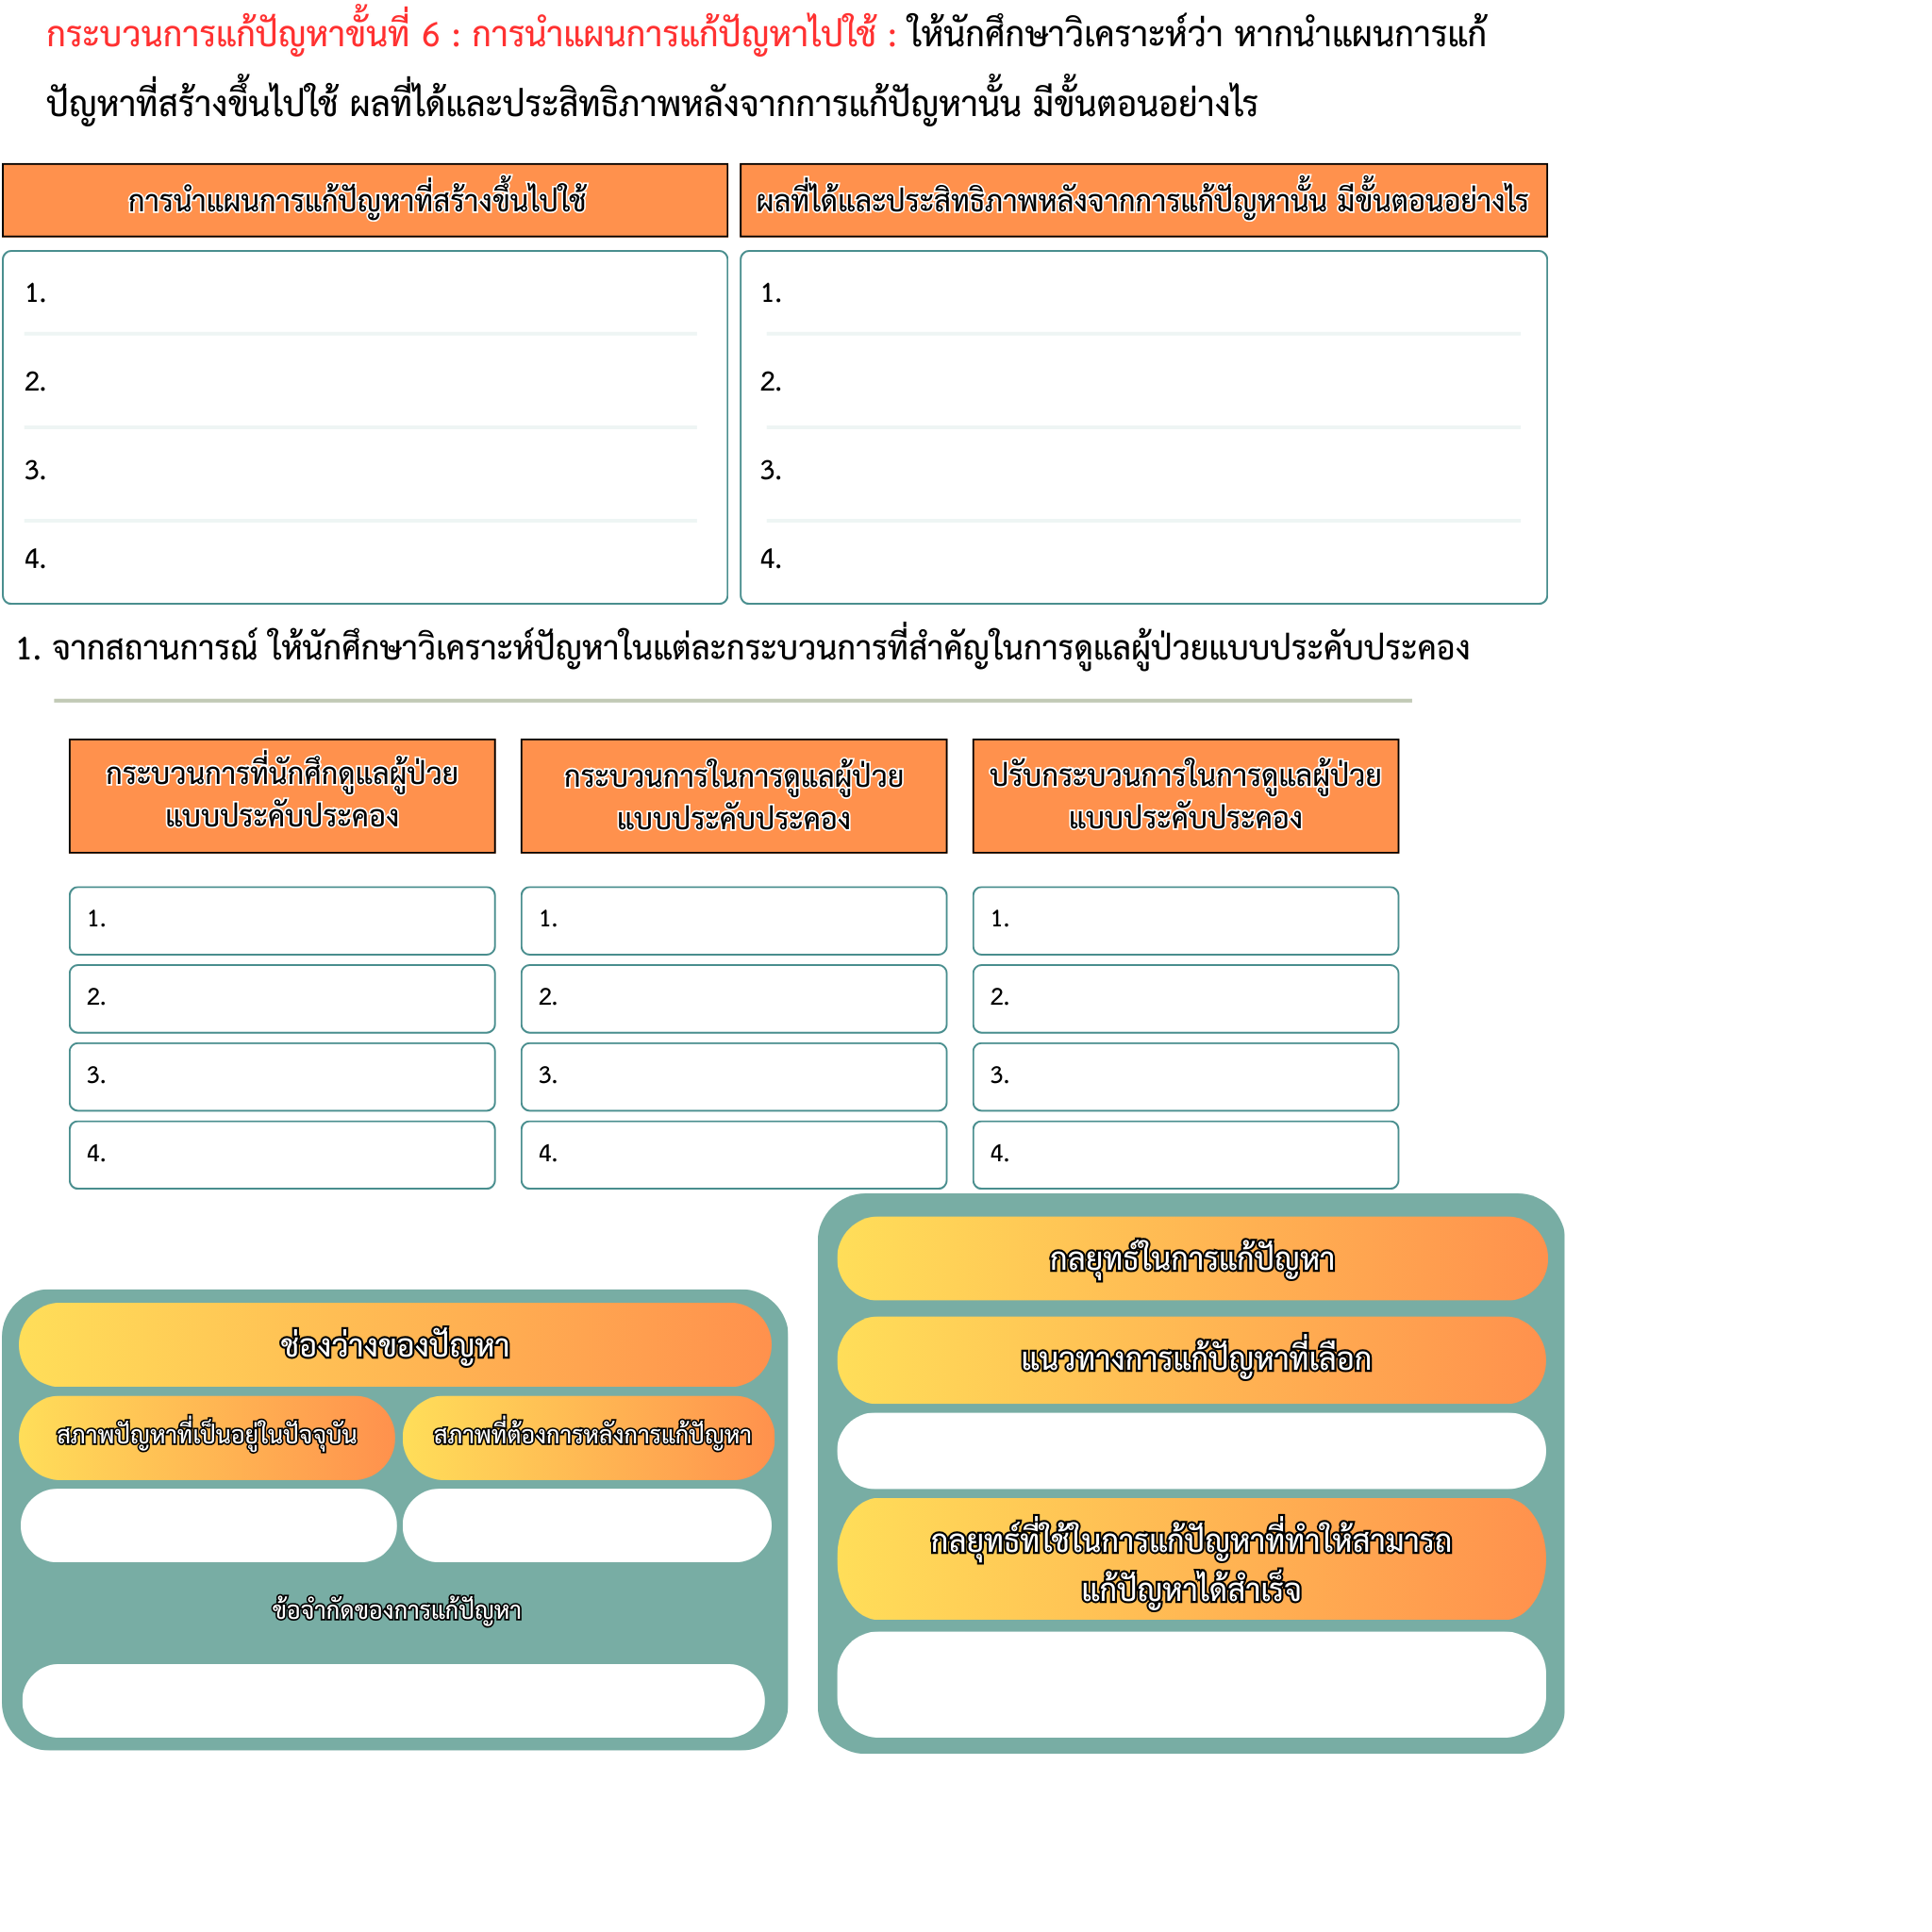 กระบวนการแก้ปัญหาขั้นที่ 6 : การนำแผนการแก้ปัญหาไปใช้ : ให้นักศึกษาวิเคราะห์ว่า หากนำแผนการแก้
ปัญหาที่สร้างขึ้นไปใช้ ผลที่ได้และประสิทธิภาพหลังจากการแก้ปัญหานั้น มีขั้นตอนอย่างไร
การนำแผนการแก้ปัญหาที่สร้างขึ้นไปใช้
1.
2.
3.
4.
ผลที่ได้และประสิทธิภาพหลังจากการแก้ปัญหานั้น มีขั้นตอนอย่างไร
1.
2.
3.
4.
1. จากสถานการณ์ ให้นักศึกษาวิเคราะห์ปัญหาในแต่ละกระบวนการที่สำคัญในการดูแลผู้ป่วยแบบประคับประคอง
กระบวนการที่นักศึกดูแลผู้ป่วย
แบบประคับประคอง
1.
2.
3.
4.
กระบวนการในการดูแลผู้ป่วย
แบบประคับประคอง
1.
2.
3.
4.
ปรับกระบวนการในการดูแลผู้ป่วย
แบบประคับประคอง
1.
2.
3.
4.
ช่องว่างของปัญหา
สภาพปัญหาที่เป็นอยู่ในปัจจุบัน
สภาพที่ต้องการหลังการแก้ปัญหา
ข้อจำกัดของการแก้ปัญหา
กลยุทธ์ในการแก้ปัญหา
แนวทางการแก้ปัญหาที่เลือก
กลยุทธ์ที่ใช้ในการแก้ปัญหาที่ทำให้สามารถ
แก้ปัญหาได้สำเร็จ